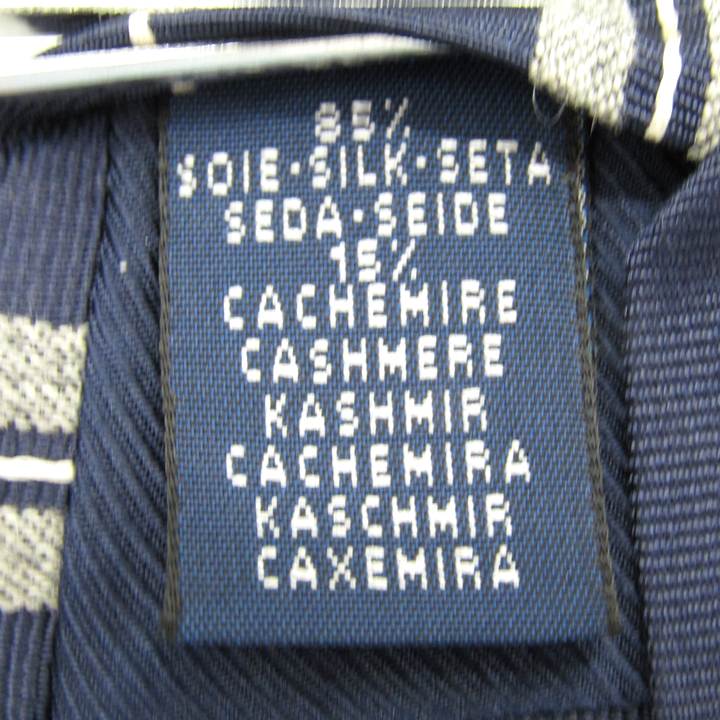 85%
SOIE·SILK·SETA
SEDA·SEIDE
15%
CACHEMIRE
CASHMERE
KASHMIR
CACHEMIRA
KASCHMIR
CAXEMIRA